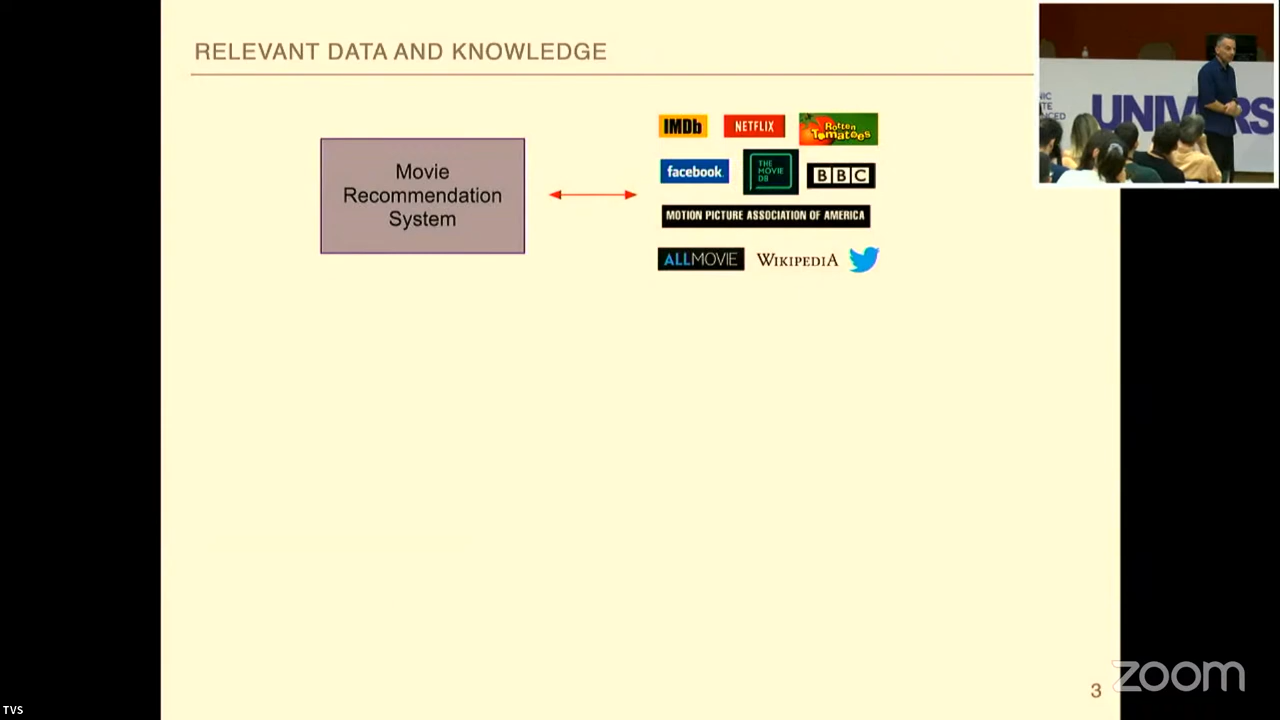 RELEVANT DATA AND KNOWLEDGE
Movie
Recommendation
System
IMDb NETFLIX Rotten
Tomatoes
facebook THE
MOVIE
DB BBC
MOTION PICTURE ASSOCIATION OF AMERICA
ALLMOVIE WIKIPEDIA
UNIVERS
3
zoom
TVS